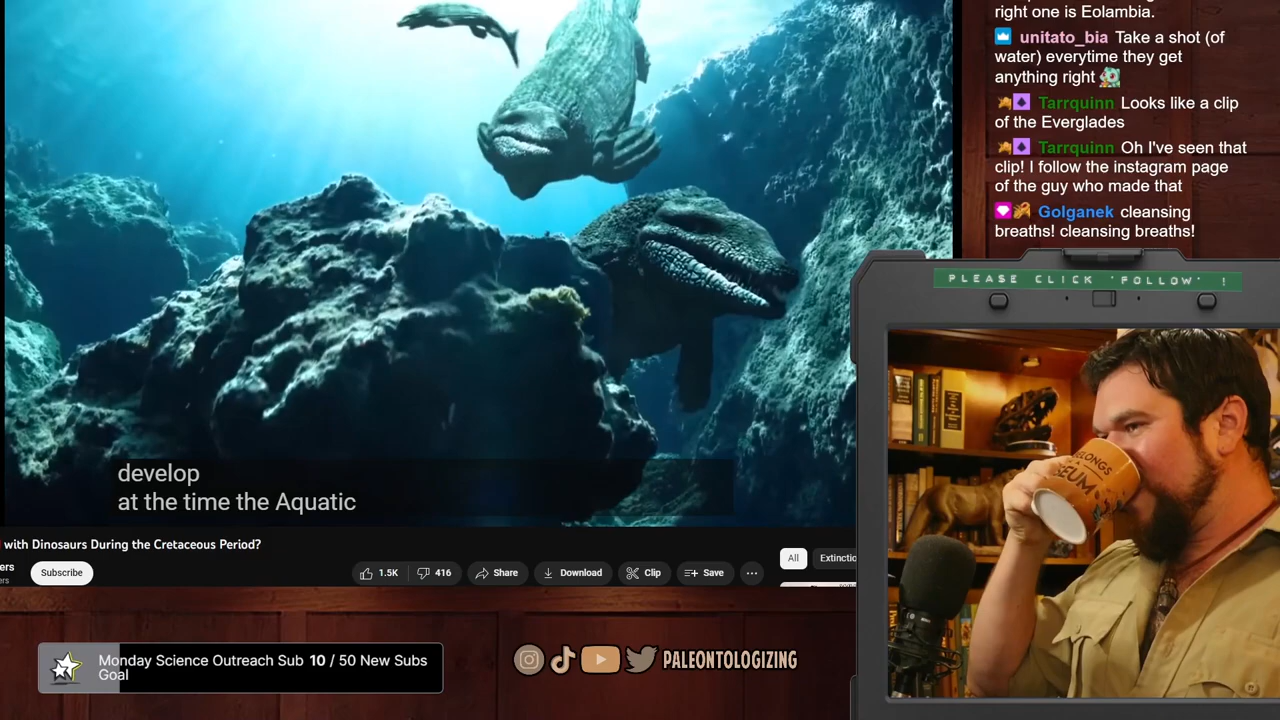 right one is Eolambia.
unitato_bia Take a shot (of
water) everytime they get
anything right
Tarrquinn Looks like a clip
of the Everglades
Tarrquinn Oh I've seen that
clip! I follow the instagram page
of the guy who made that
Golganek cleansing
breaths! cleansing breaths!
PLEASE CLICK 'FOLLOW' !
develop
at the time the Aquatic
with Dinosaurs During the Cretaceous Period?
ers
ers
Subscribe
1.5K
416
Share
Download
Clip
Save
All
Extinctio
Monday Science Outreach Sub 10 / 50 New Subs
Goal
PALEONTOLOGIZING